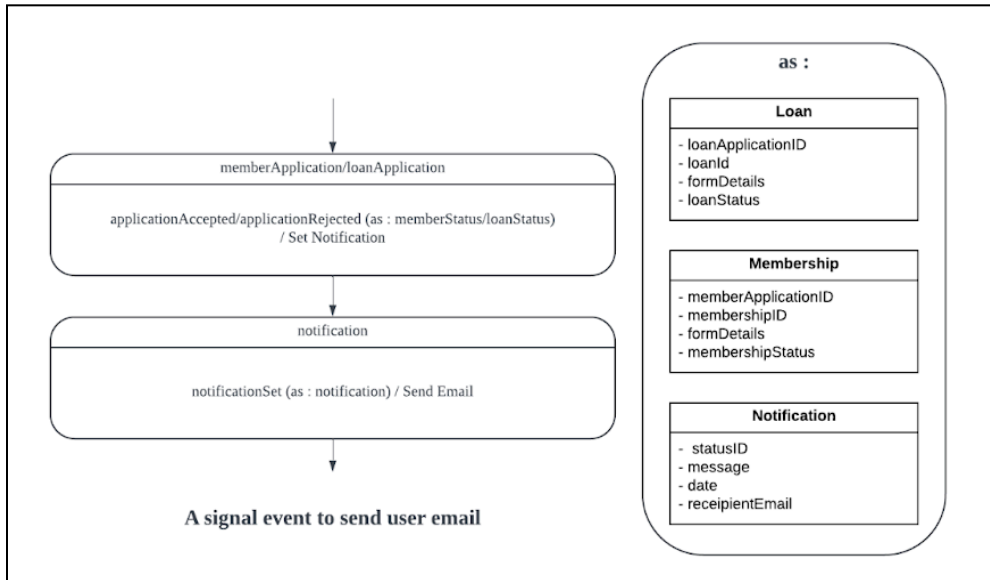 memberApplication/loanApplication
applicationAccepted/applicationRejected (as : memberStatus/loanStatus)
/ Set Notification
notification
notificationSet (as : notification) / Send Email
A signal event to send user email
as :
Loan
- loanApplicationID
- loanId
- formDetails
- loanStatus
Membership
- memberApplicationID
- membershipID
- formDetails
- membershipStatus
Notification
- statusID
- message
- date
- receipientEmail